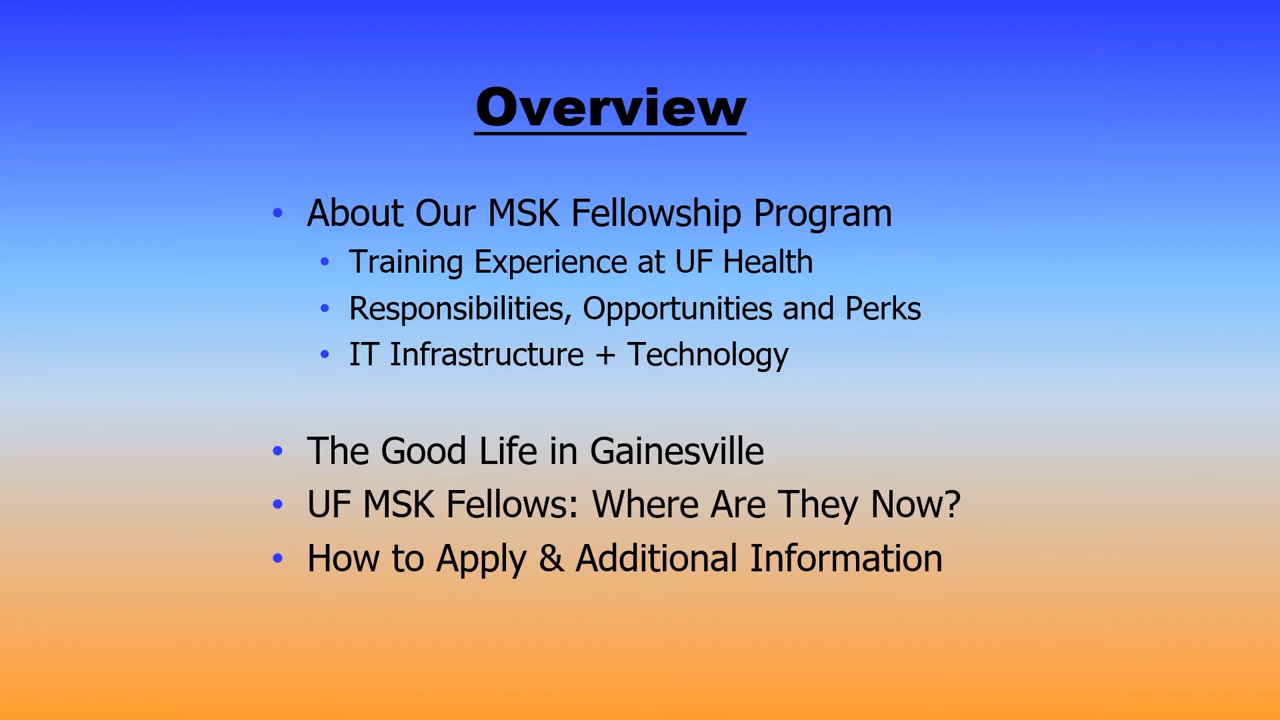 Overview
• About Our MSK Fellowship Program
• Training Experience at UF Health
• Responsibilities, Opportunities and Perks
• IT Infrastructure + Technology
• The Good Life in Gainesville
• UF MSK Fellows: Where Are They Now?
• How to Apply & Additional Information